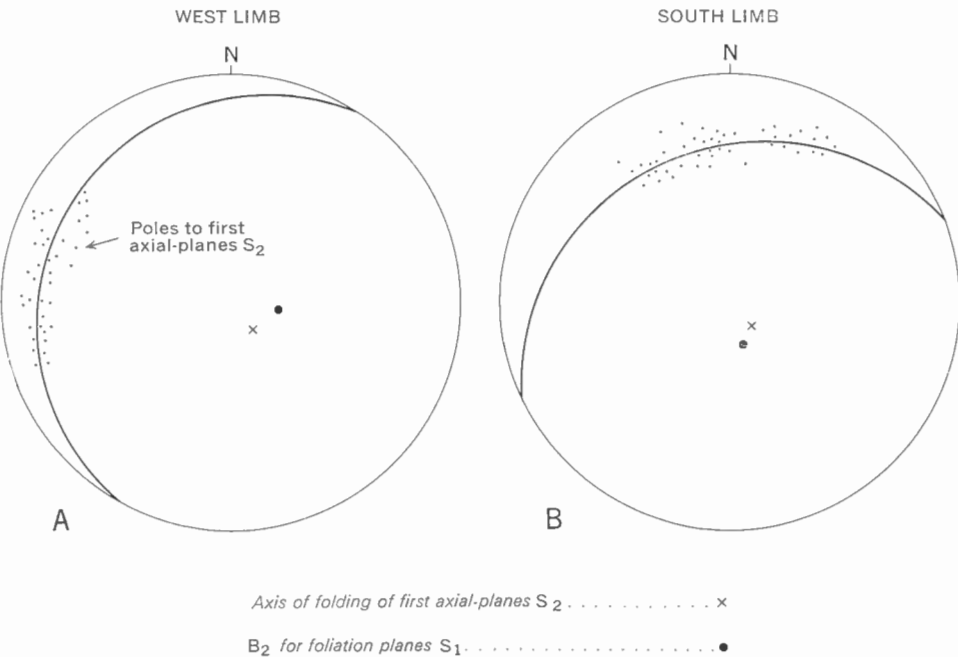 WEST LIMB
SOUTH LIMB
N
N
Poles to first
axial-planes S₂
A
B
Axis of folding of first axial-planes S₂ . . . . . . . . . . . ×
B₂ for foliation planes S₁. . . . . . . . . . . . . . . . . . . . ●